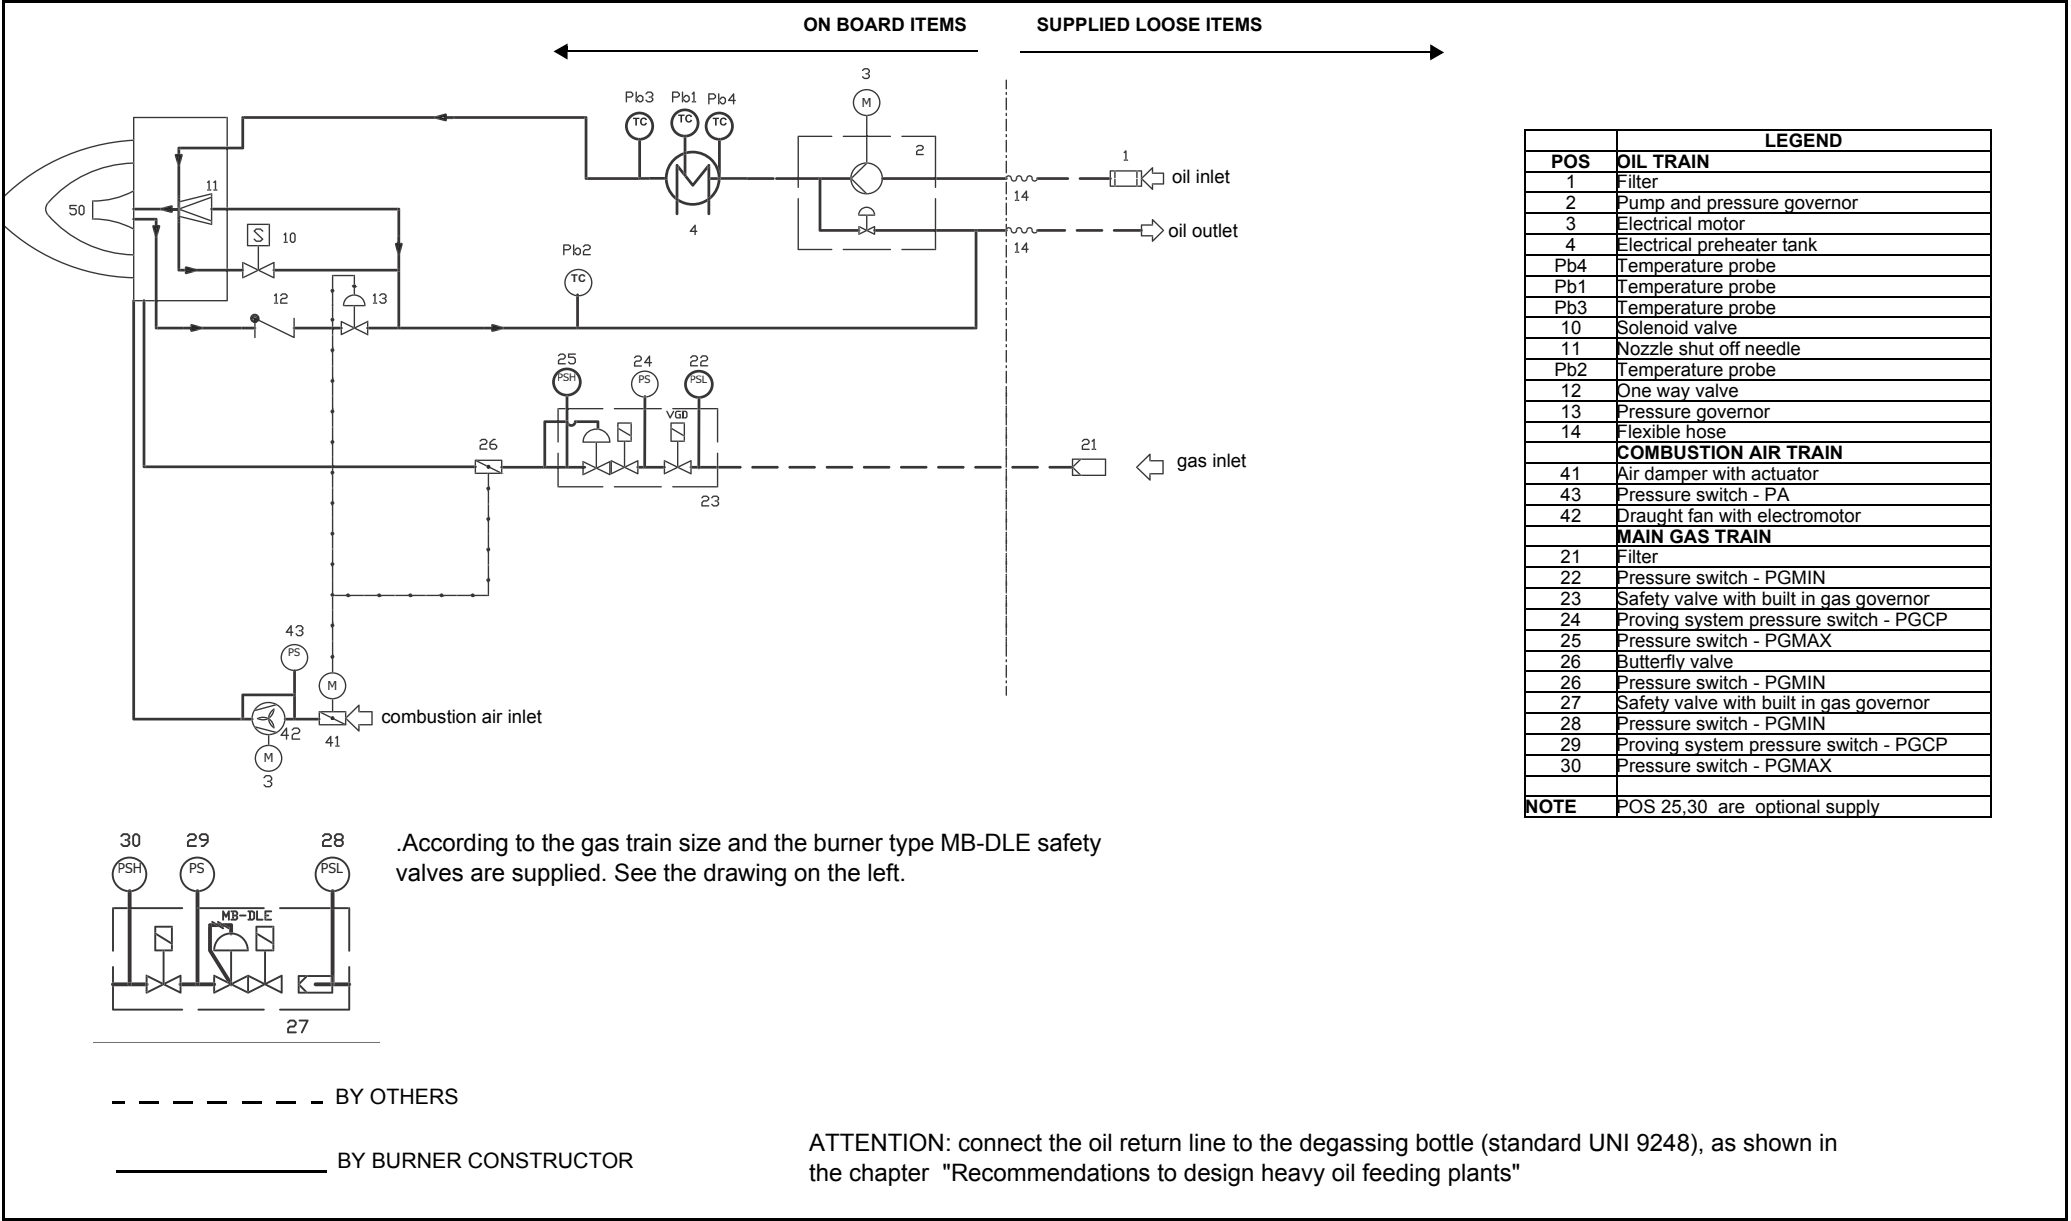 ON BOARD ITEMS SUPPLIED LOOSE ITEMS
3
Pb3 Pb1 Pb4
M
TC TC TC
2
1
oil inlet
14
11
50
4
oil outlet
14
S 10
Pb2
TC
12 13
25 24 22
PSH PS PSL
VGD
26 21
gas inlet
23
43
PS
M
combustion air inlet
42
41
M
3
LEGEND
POS OIL TRAIN
1 Filter
2 Pump and pressure governor
3 Electrical motor
4 Electrical preheater tank
Pb4 Temperature probe
Pb1 Temperature probe
Pb3 Temperature probe
10 Solenoid valve
11 Nozzle shut off needle
Pb2 Temperature probe
12 One way valve
13 Pressure governor
14 Flexible hose
COMBUSTION AIR TRAIN
41 Air damper with actuator
43 Pressure switch - PA
42 Draught fan with electromotor
MAIN GAS TRAIN
21 Filter
22 Pressure switch - PGMIN
23 Safety valve with built in gas governor
24 Proving system pressure switch - PGCP
25 Pressure switch - PGMAX
26 Butterfly valve
26 Pressure switch - PGMIN
27 Safety valve with built in gas governor
28 Pressure switch - PGMIN
29 Proving system pressure switch - PGCP
30 Pressure switch - PGMAX
NOTE POS 25,30 are optional supply
30 29 28
PSH PS PSL
MB-DLE
27
.According to the gas train size and the burner type MB-DLE safety
valves are supplied. See the drawing on the left.
BY OTHERS
BY BURNER CONSTRUCTOR
ATTENTION: connect the oil return line to the degassing bottle (standard UNI 9248), as shown in
the chapter "Recommendations to design heavy oil feeding plants"